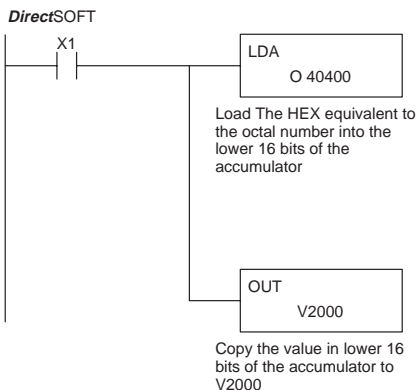 DirectSOFT
X1
LDA
O 40400
Load The HEX equivalent to
the octal number into the
lower 16 bits of the
accumulator
OUT
V2000
Copy the value in lower 16
bits of the accumulator to
V2000